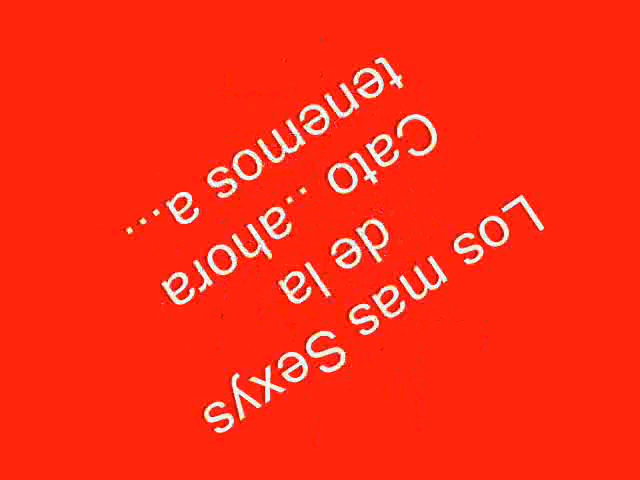 Los mas Sexys
de la
Cato ..ahora
tenemos a...